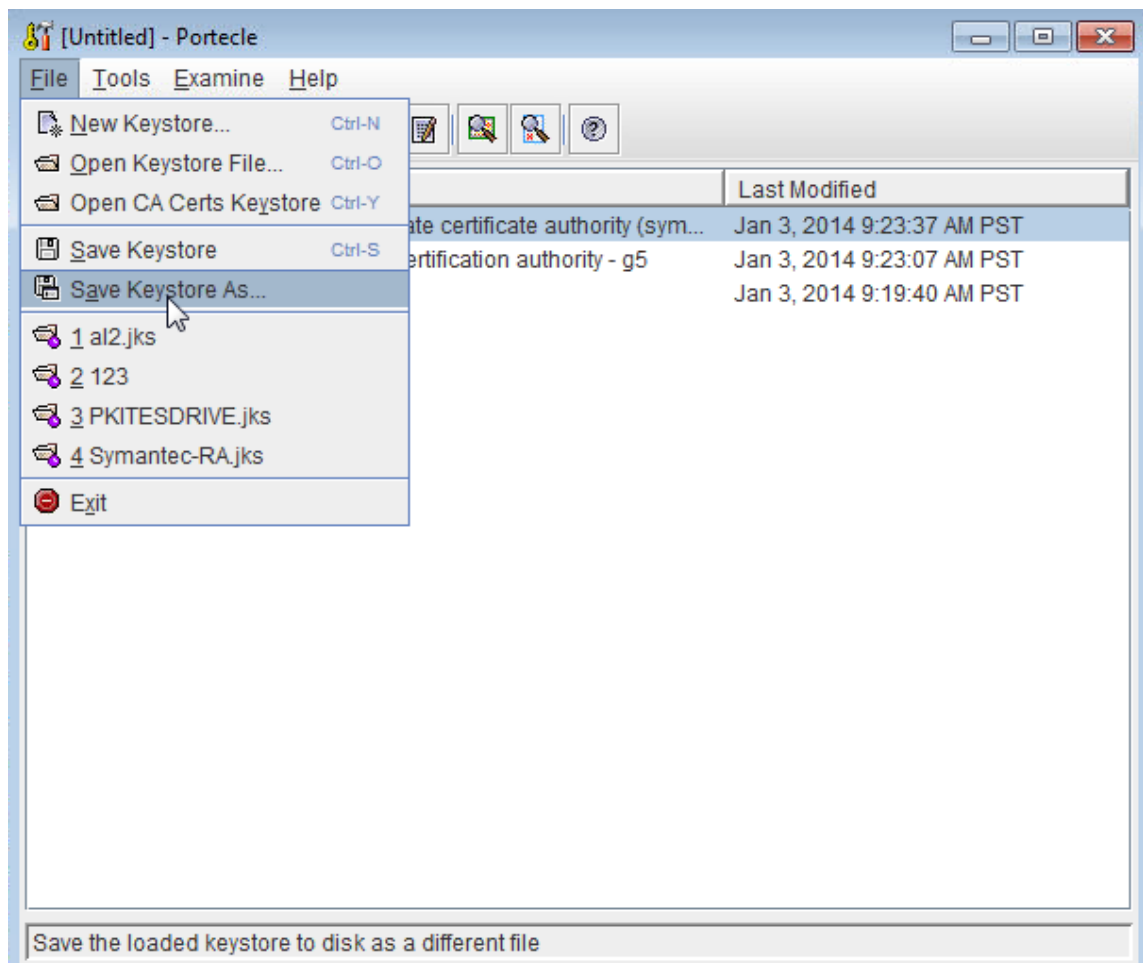 [Untitled] - Portecle
File Tools Examine Help
New Keystore... Ctrl-N
Open Keystore File... Ctrl-O
Open CA Certs Keystore Ctrl-Y
Save Keystore Ctrl-S
Save Keystore As...
1 al2.jks
2 123
3 PKITESDRIVE.jks
4 Symantec-RA.jks
Exit
Last Modified
ate certificate authority (sym... Jan 3, 2014 9:23:37 AM PST
ertification authority - g5 Jan 3, 2014 9:23:07 AM PST
Jan 3, 2014 9:19:40 AM PST
Save the loaded keystore to disk as a different file